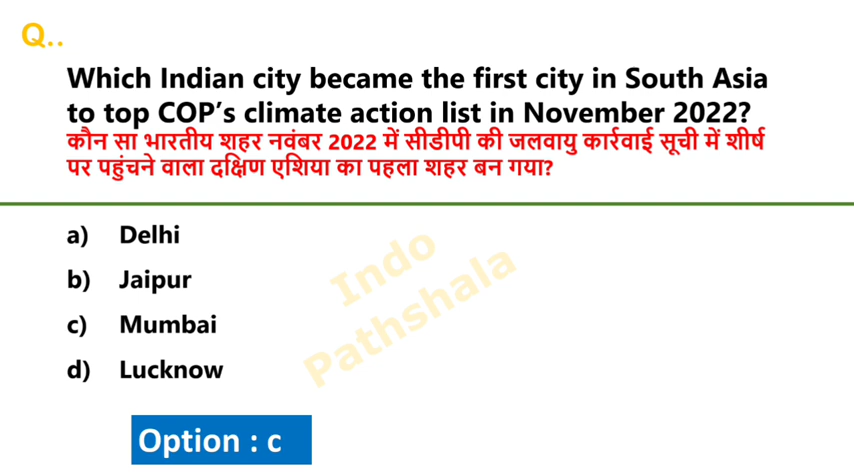 Q..
Which Indian city became the first city in South Asia
to top COP’s climate action list in November 2022?
कौन सा भारतीय शहर नवंबर 2022 में सीडीपी की जलवायु कार्रवाई सूची में शीर्ष
पर पहुंचने वाला दक्षिण एशिया का पहला शहर बन गया?
a) Delhi
b) Jaipur
c) Mumbai
d) Lucknow
Indo
Pathshala
Option : c